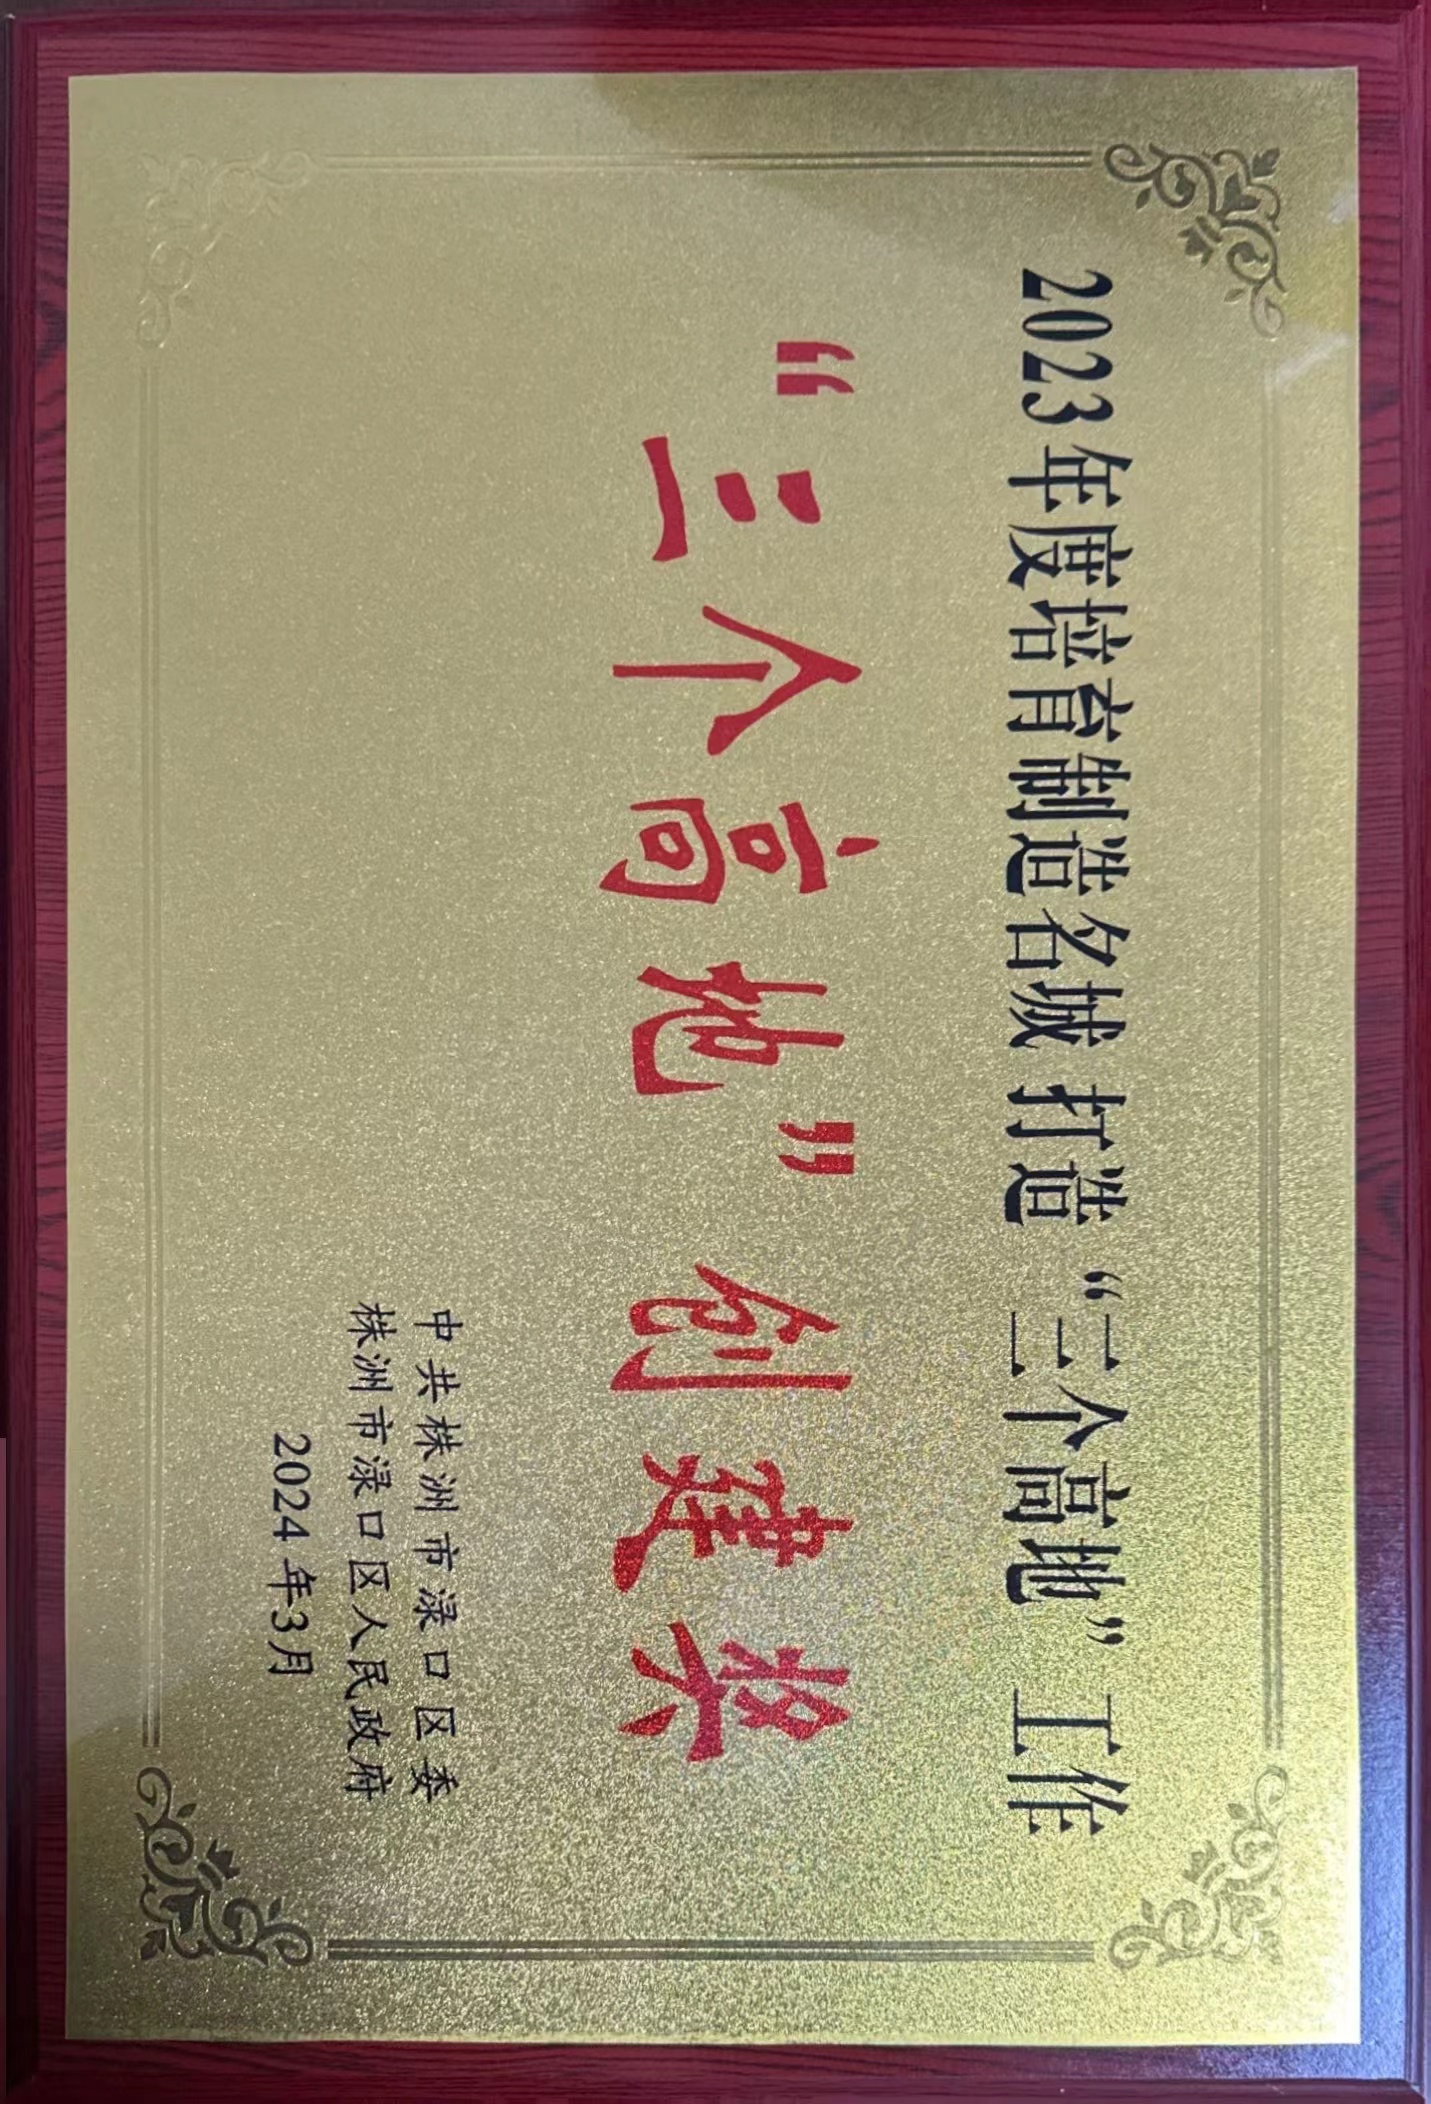 2023年度培育制造名城 打造“三个高地”工作
“三个高地”创建奖
中共株洲市渌口区委
株洲市渌口区人民政府
2024年3月